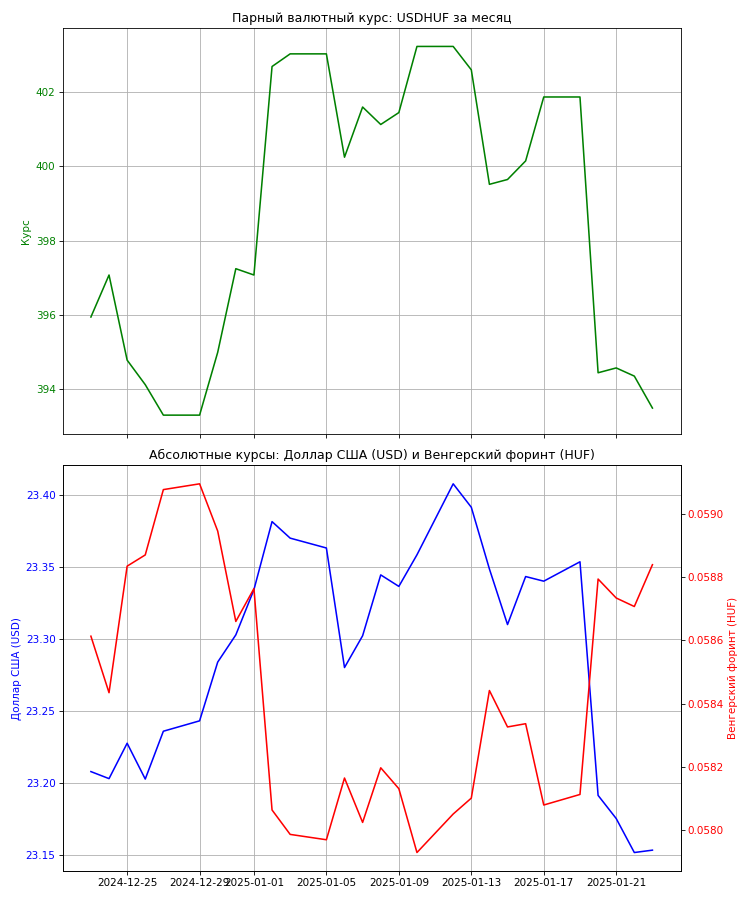 Парный валютный курс: USDHUF за месяц
402
400
398
396
394
Курс
Абсолютные курсы: Доллар США (USD) и Венгерский форинт (HUF)
23.40
23.35
23.30
23.25
23.20
23.15
Доллар США (USD)
0.0590
0.0588
0.0586
0.0584
0.0582
0.0580
Венгерский форинт (HUF)
2024-12-25 2024-12-29 2025-01-01 2025-01-05 2025-01-09 2025-01-13 2025-01-17 2025-01-21